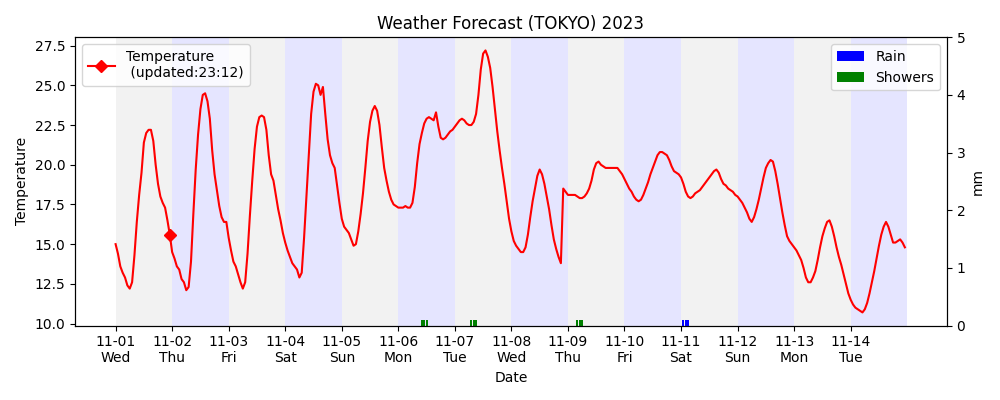 Weather Forecast (TOKYO) 2023
Temperature
(updated:23:12)
Rain
Showers
27.5
25.0
22.5
20.0
17.5
15.0
12.5
10.0
Temperature
5
4
3
2
1
0
mm
11-01 11-02 11-03 11-04 11-05 11-06 11-07 11-08 11-09 11-10 11-11 11-12 11-13 11-14
Wed Thu Fri Sat Sun Mon Tue Wed Thu Fri Sat Sun Mon Tue
Date